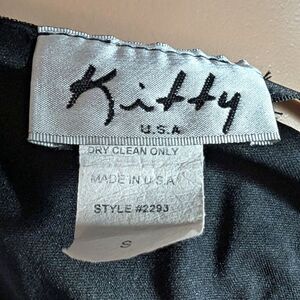 Kitty
U.S.A
DRY CLEAN ONLY
MADE IN U.S.A
STYLE #2293
S